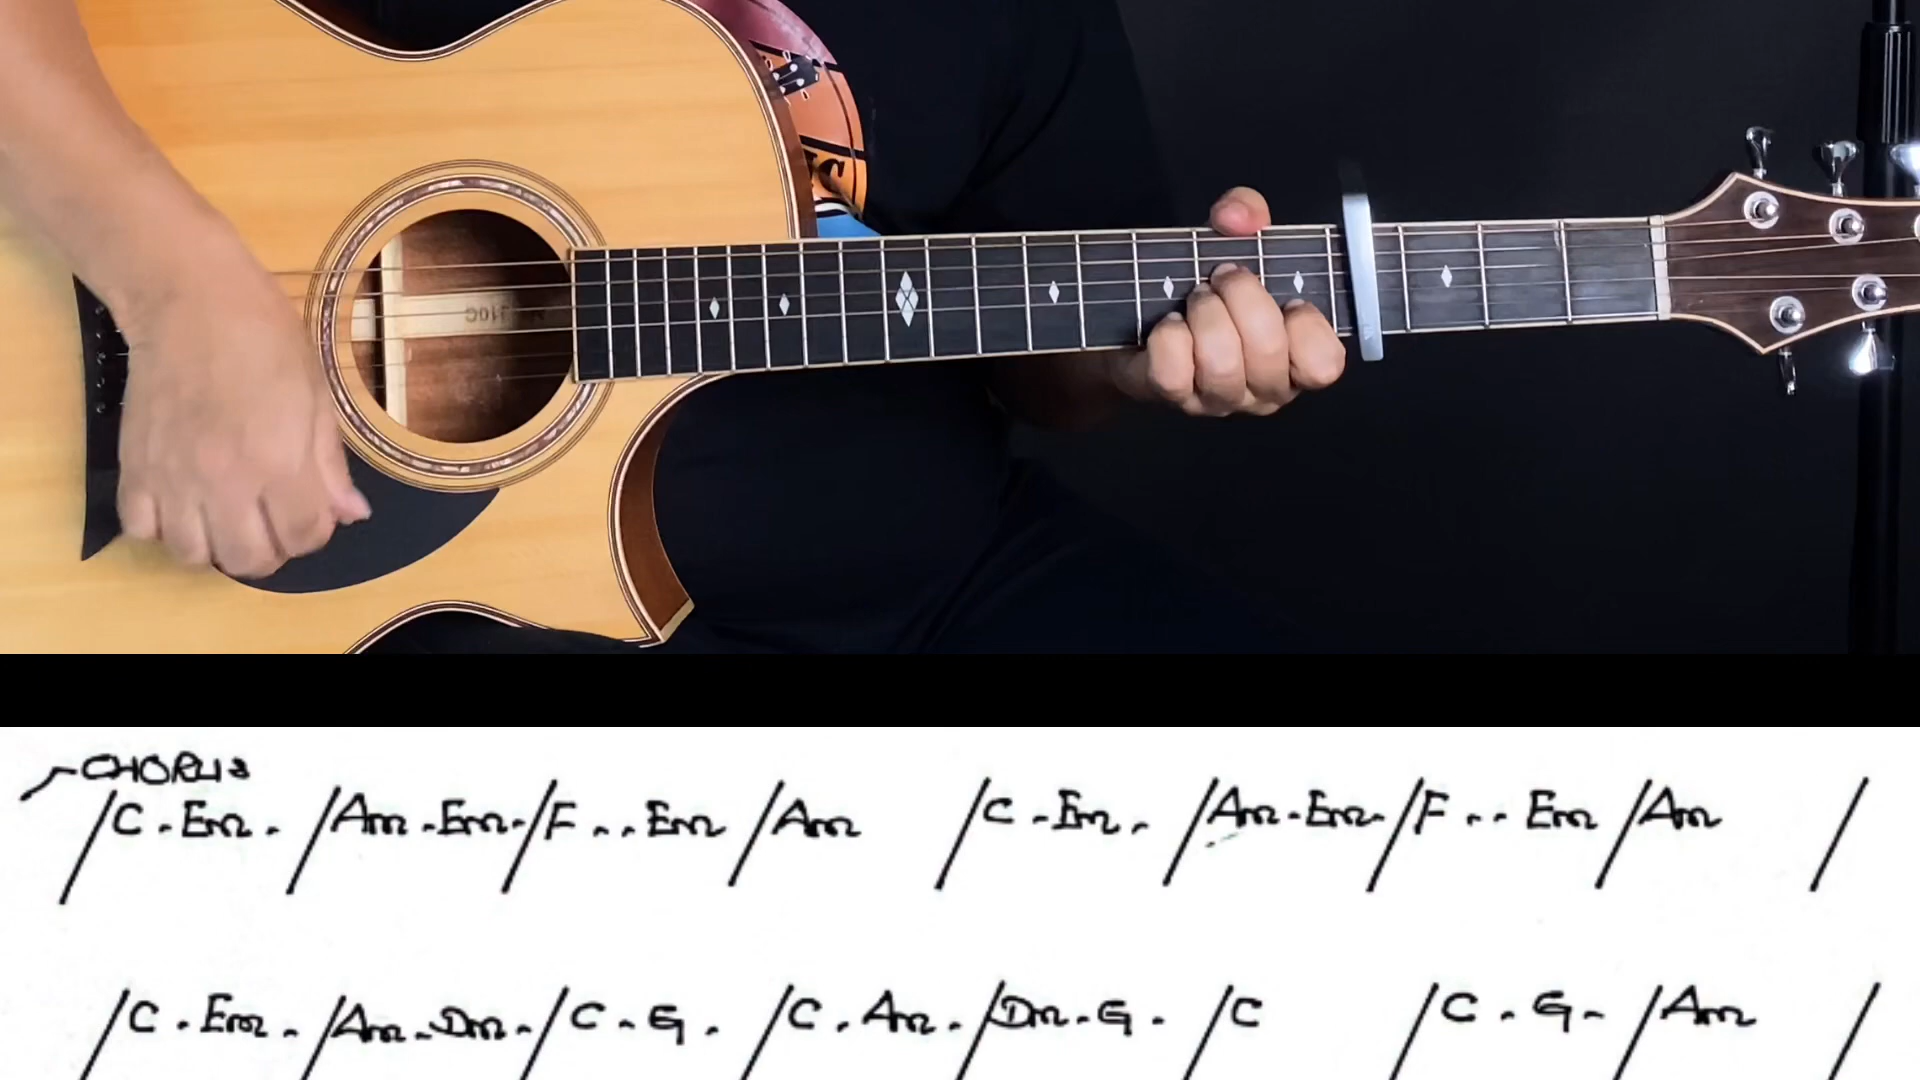 CHORUS
/C . Em . /Am . Em . /F . . Em /Am /C . Em . /Am . Em . /F . . Em /Am /
/C . Em . /Am . Dm . /C . G . /C . Am . /Dm . G . /C /C . G . /Am /